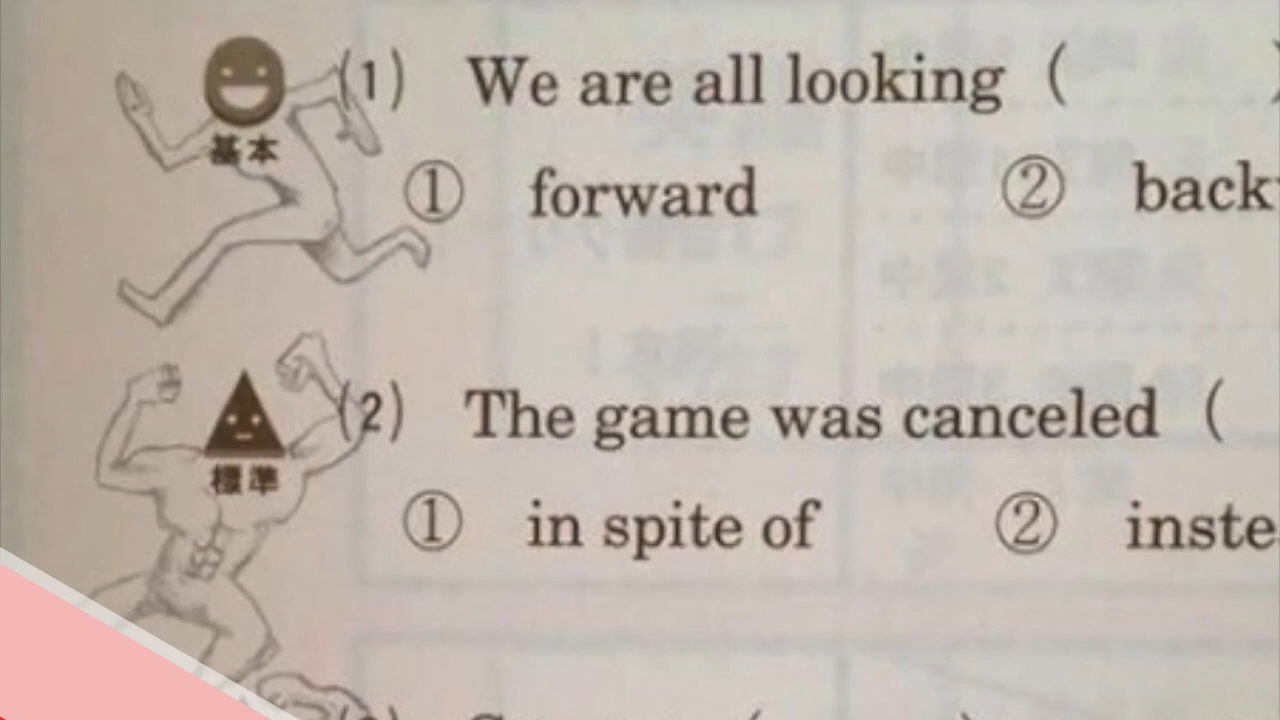 (1) We are all looking ( )
基本
① forward ② back
(2) The game was canceled (
標準
① in spite of ② inste